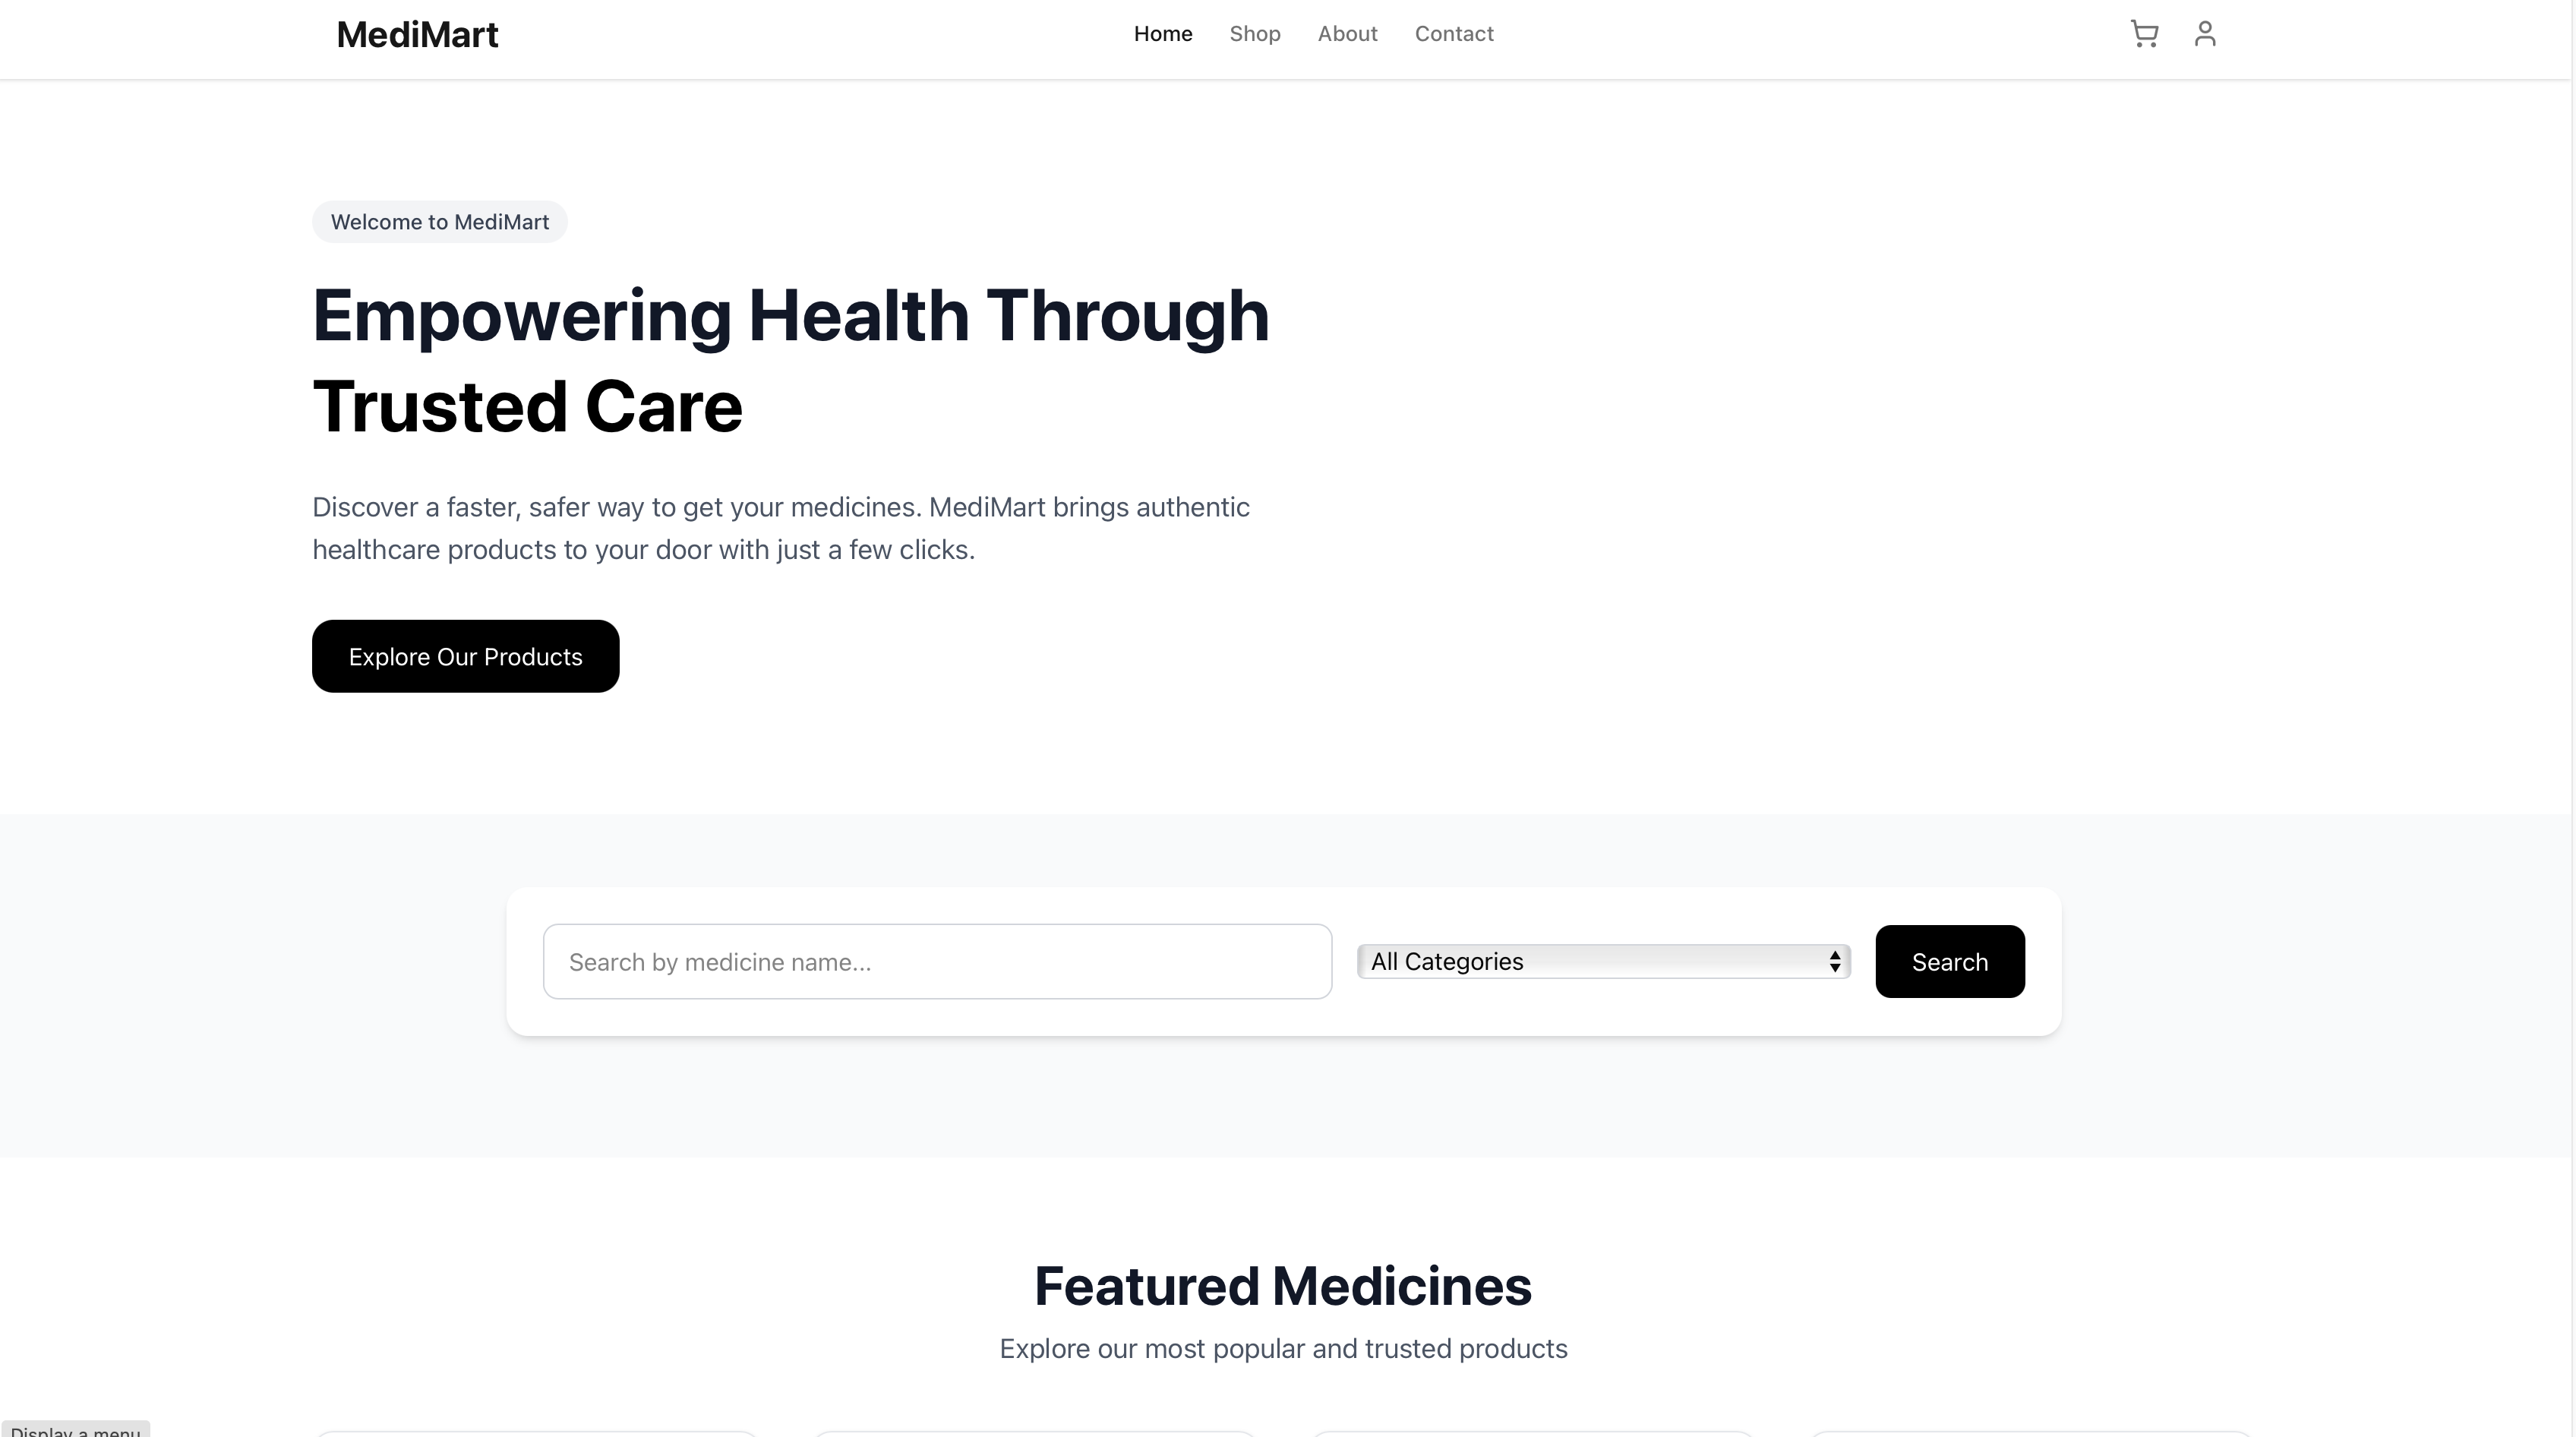 MediMart
Home Shop About Contact
Welcome to MediMart
Empowering Health Through
Trusted Care
Discover a faster, safer way to get your medicines. MediMart brings authentic
healthcare products to your door with just a few clicks.
Explore Our Products
Search by medicine name...
All Categories
Search
Featured Medicines
Explore our most popular and trusted products
Display a menu